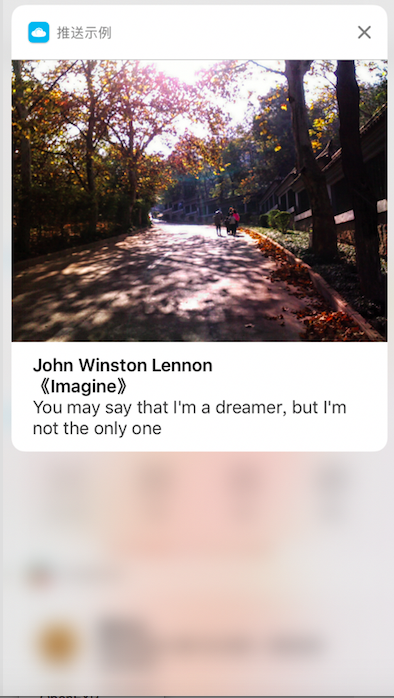 推送示例
John Winston Lennon
《Imagine》
You may say that I'm a dreamer, but I'm
not the only one